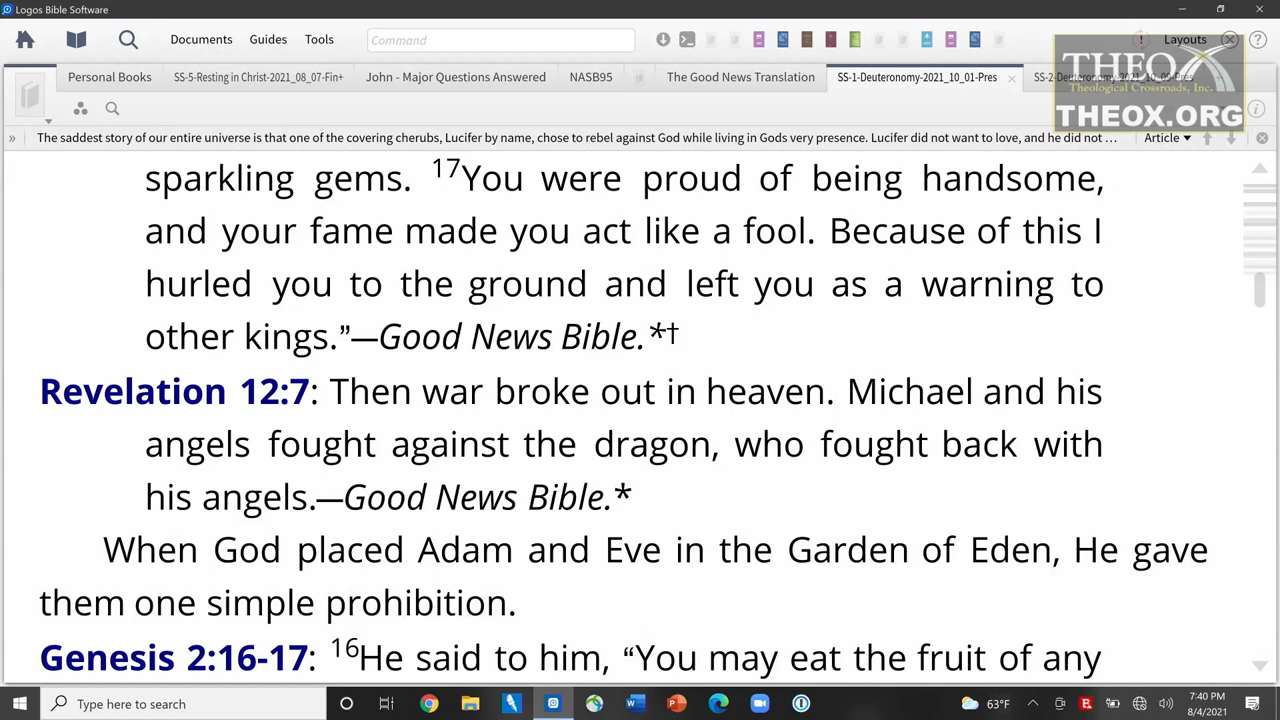 Logos Bible Software
Documents Guides Tools Command Layouts
THEOX
Theological Crossroads, Inc.
THEOX.ORG
Personal Books SS-5-Resting in Christ-2021_08_07-Fin+ John - Major Questions Answered NASB95 The Good News Translation SS-1-Deuteronomy-2021_10_01-Pres
» The saddest story of our entire universe is that one of the covering cherubs. Lucifer by name, chose to rebel against God while living in Gods very presence. Lucifer did not want to love, and he did not ... Article
sparkling gems. 17You were proud of being handsome,
and your fame made you act like a fool. Because of this I
hurled you to the ground and left you as a warning to
other kings.”—Good News Bible.*†
Revelation 12:7: Then war broke out in heaven. Michael and his
angels fought against the dragon, who fought back with
his angels.—Good News Bible.*
When God placed Adam and Eve in the Garden of Eden, He gave
them one simple prohibition.
Genesis 2:16-17: 16He said to him, “You may eat the fruit of any
Type here to search 63°F 7:40 PM
8/4/2021